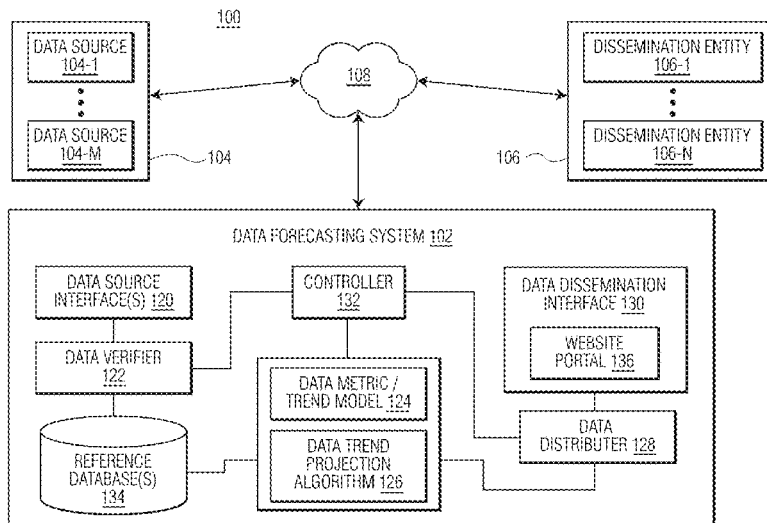 100
DATA SOURCE
104-1
DATA SOURCE
104-M
104
108
DISSEMINATION ENTITY
106-1
DISSEMINATION ENTITY
106-N
106
DATA FORECASTING SYSTEM 102
DATA SOURCE
INTERFACE(S) 120
DATA VERIFIER
122
REFERENCE
DATABASE(S)
134
CONTROLLER
132
DATA METRIC /
TREND MODEL 124
DATA TREND
PROJECTION
ALGORITHM 126
DATA DISSEMINATION
INTERFACE 130
WEBSITE
PORTAL 136
DATA
DISTRIBUTER 128